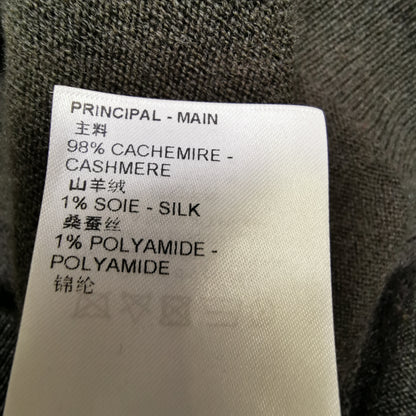 PRINCIPAL - MAIN
主料
98% CACHEMIRE -
CASHMERE
山羊绒
1% SOIE - SILK
桑蚕丝
1% POLYAMIDE -
POLYAMIDE
锦纶